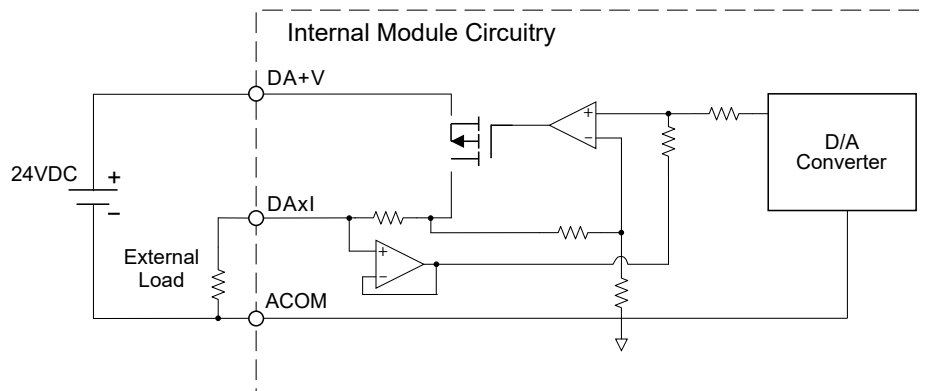 Internal Module Circuitry
DA+V
D/A
Converter
24VDC
+
−
+
−
DAxI
+
−
External
Load
ACOM